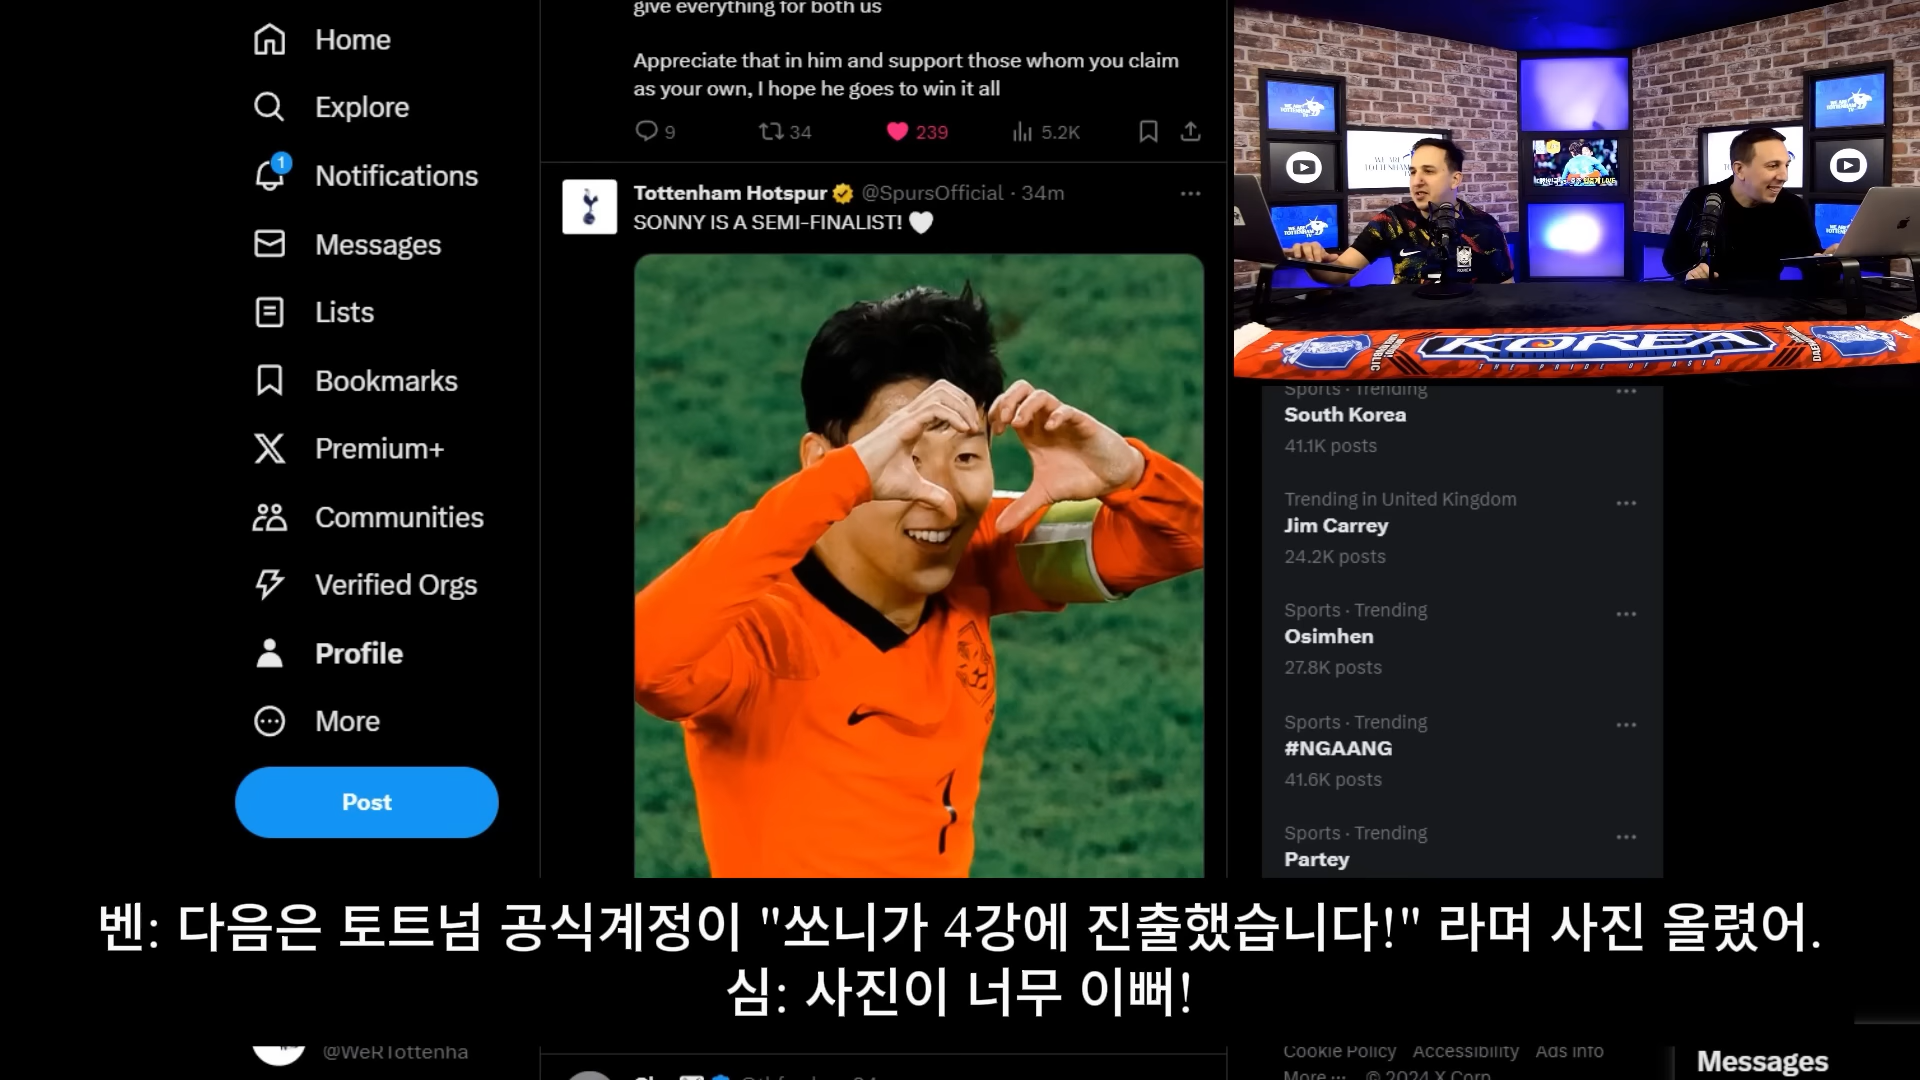 Home
Explore
1
Notifications
Messages
Lists
Bookmarks
Premium+
Communities
Verified Orgs
Profile
More
Post
@WeRTottenha
give everything for both us
Appreciate that in him and support those whom you claim
as your own, I hope he goes to win it all
9 34 239 5.2K
Tottenham Hotspur @SpursOfficial · 34m
SONNY IS A SEMI-FINALIST! 🤍
KOREA
THE PRIDE OF ASIA
Sports · Trending
South Korea
41.1K posts
Trending in United Kingdom
Jim Carrey
24.2K posts
Sports · Trending
Osimhen
27.8K posts
Sports · Trending
#NGAANG
41.6K posts
Sports · Trending
Partey
벤: 다음은 토트넘 공식계정이 "쏘니가 4강에 진출했습니다!" 라며 사진 올렸어.
심: 사진이 너무 이뻐!
Cookie Policy Accessibility Ads info
More ··· © 2024 X Corp.
Messages